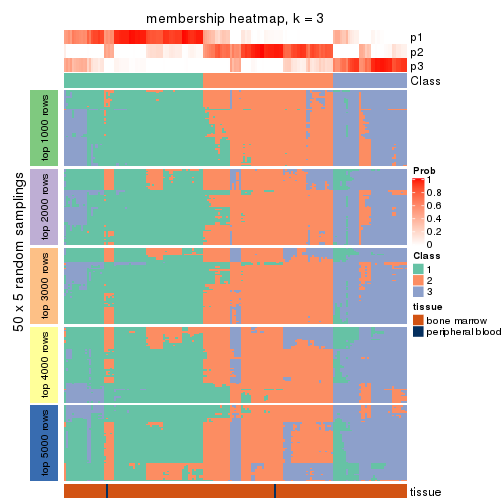 membership heatmap, k = 3
p1
p2
p3
Class
50 x 5 random samplings
top 1000 rows
top 2000 rows
top 3000 rows
top 4000 rows
top 5000 rows
Prob
1
0.8
0.6
0.4
0.2
0
Class
1
2
3
tissue
bone marrow
peripheral blood
tissue